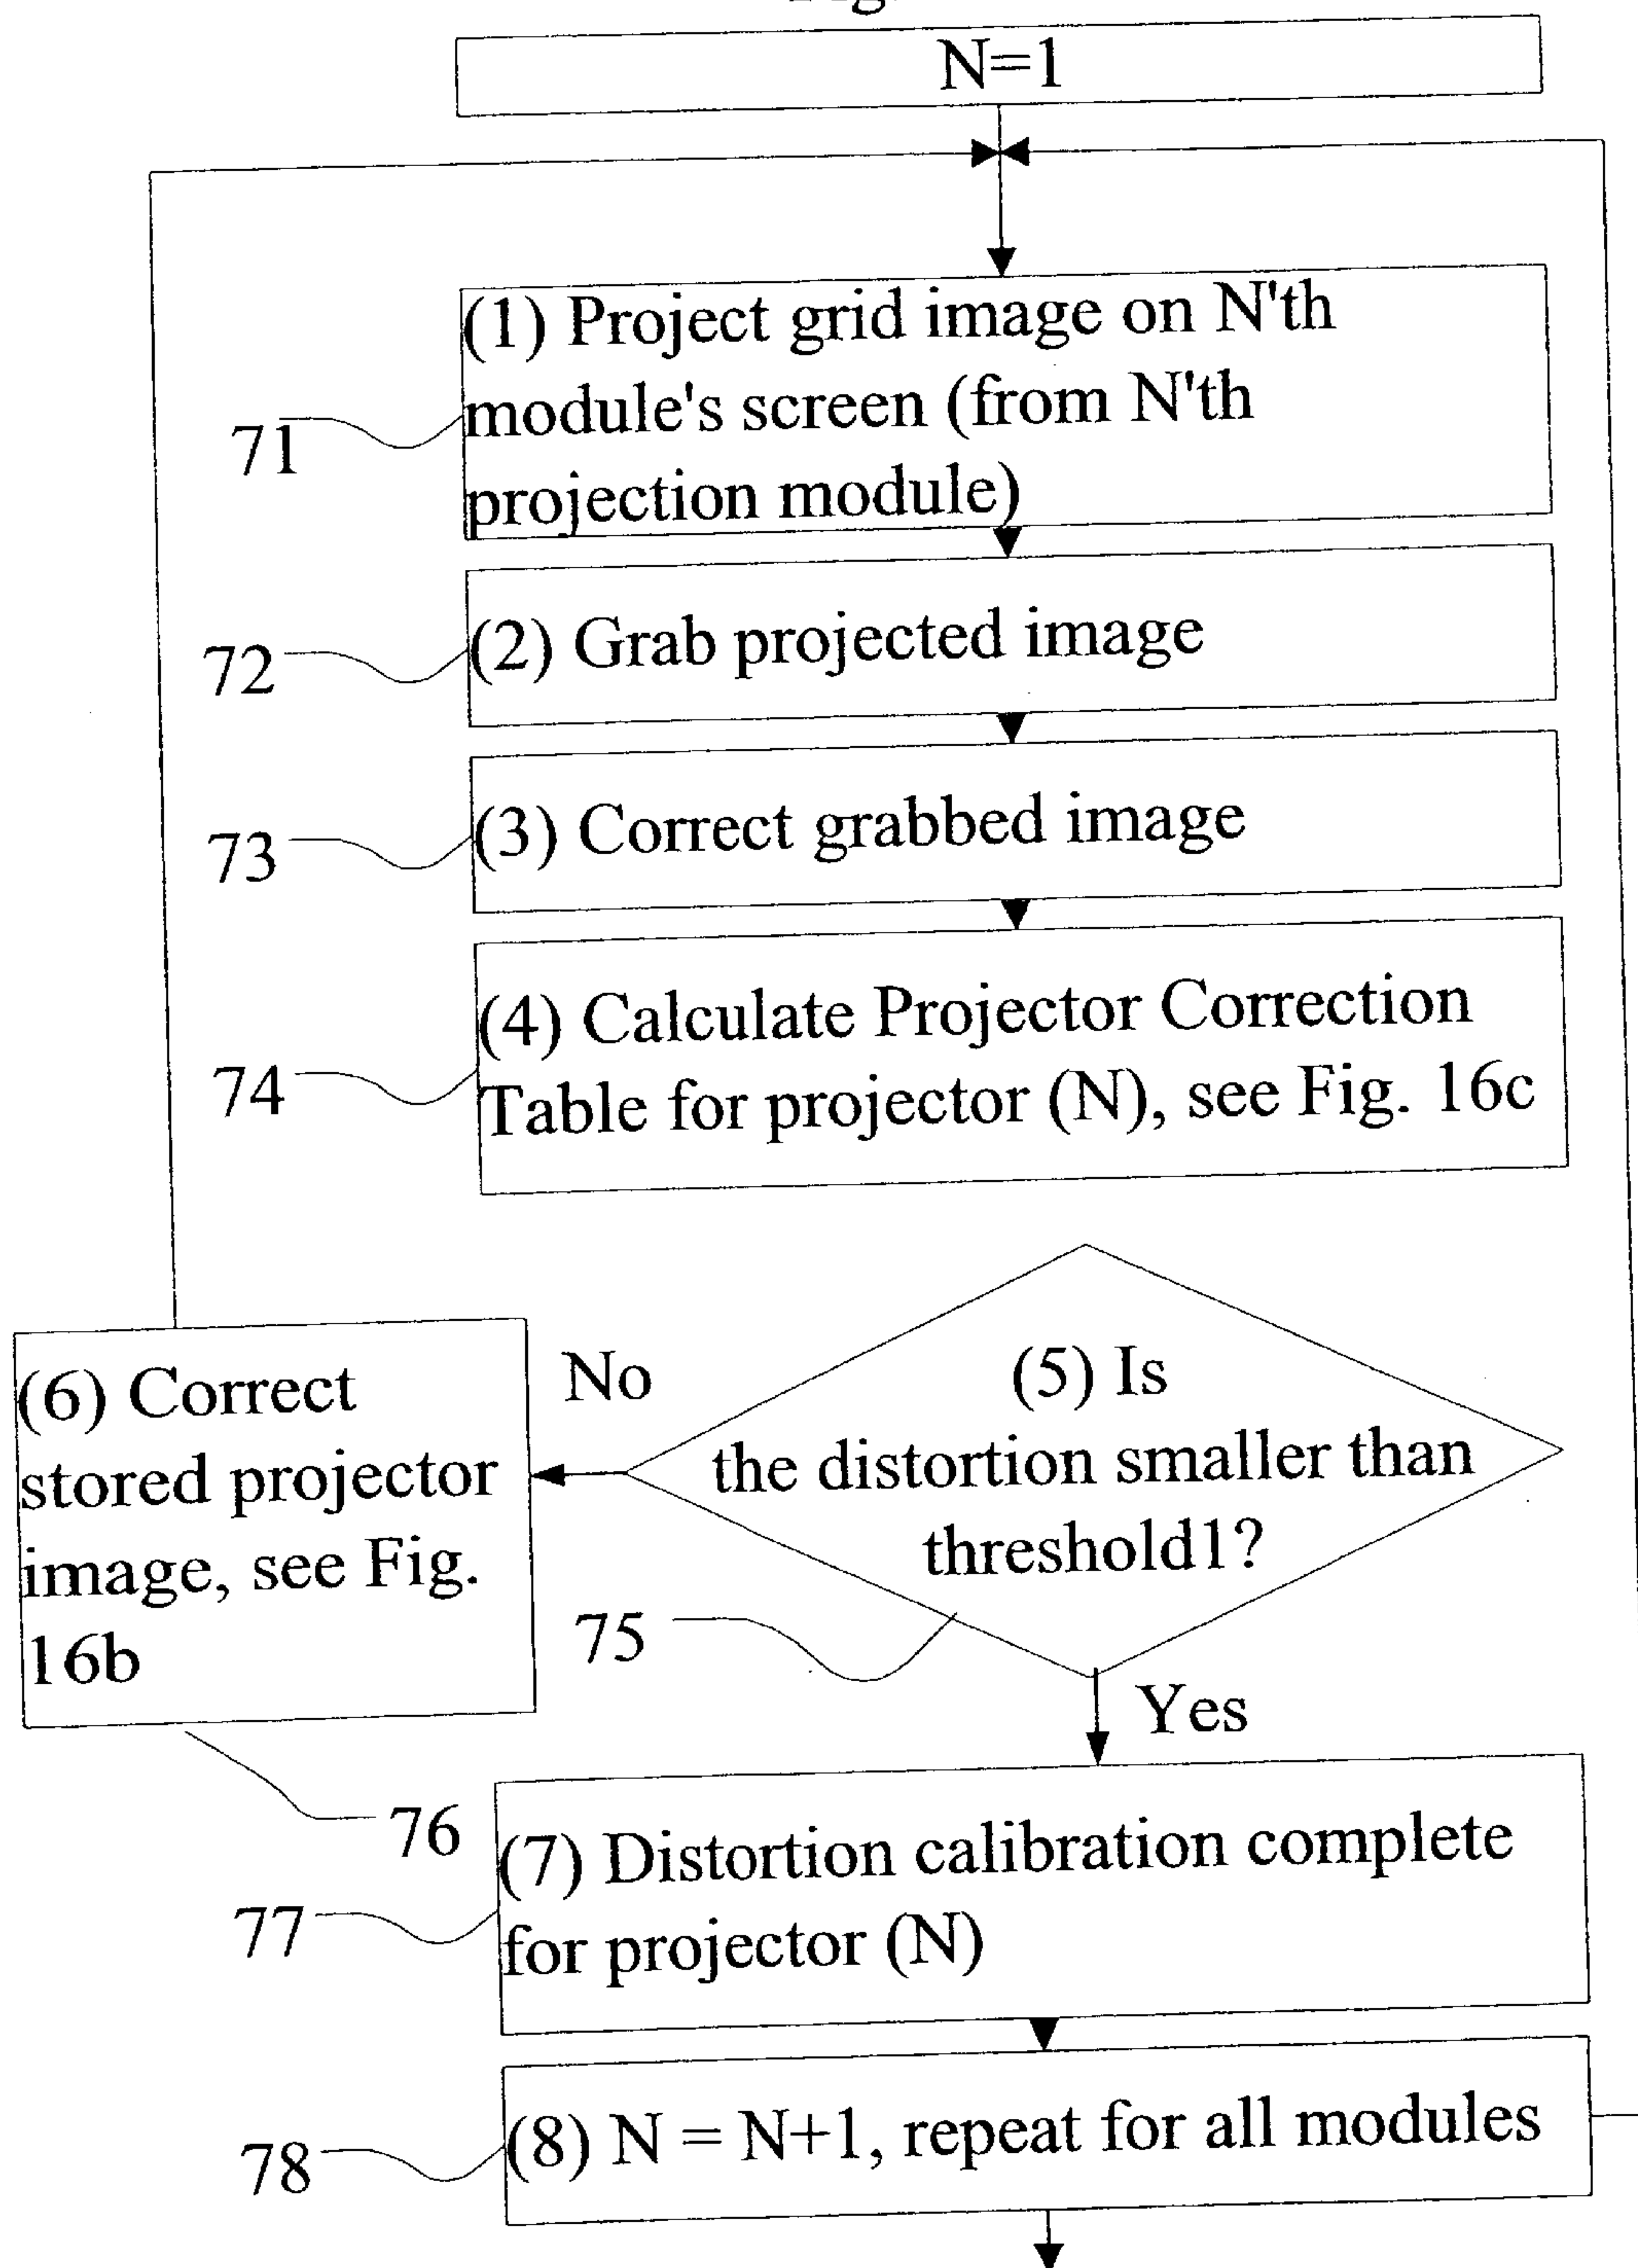 N=1
(1) Project grid image on N'th
module's screen (from N'th
projection module)
71
(2) Grab projected image
72
(3) Correct grabbed image
73
(4) Calculate Projector Correction
Table for projector (N), see Fig. 16c
74
(5) Is
the distortion smaller than
threshold1?
No
75
Yes
(6) Correct
stored projector
image, see Fig.
16b
76
(7) Distortion calibration complete
for projector (N)
77
(8) N = N+1, repeat for all modules
78